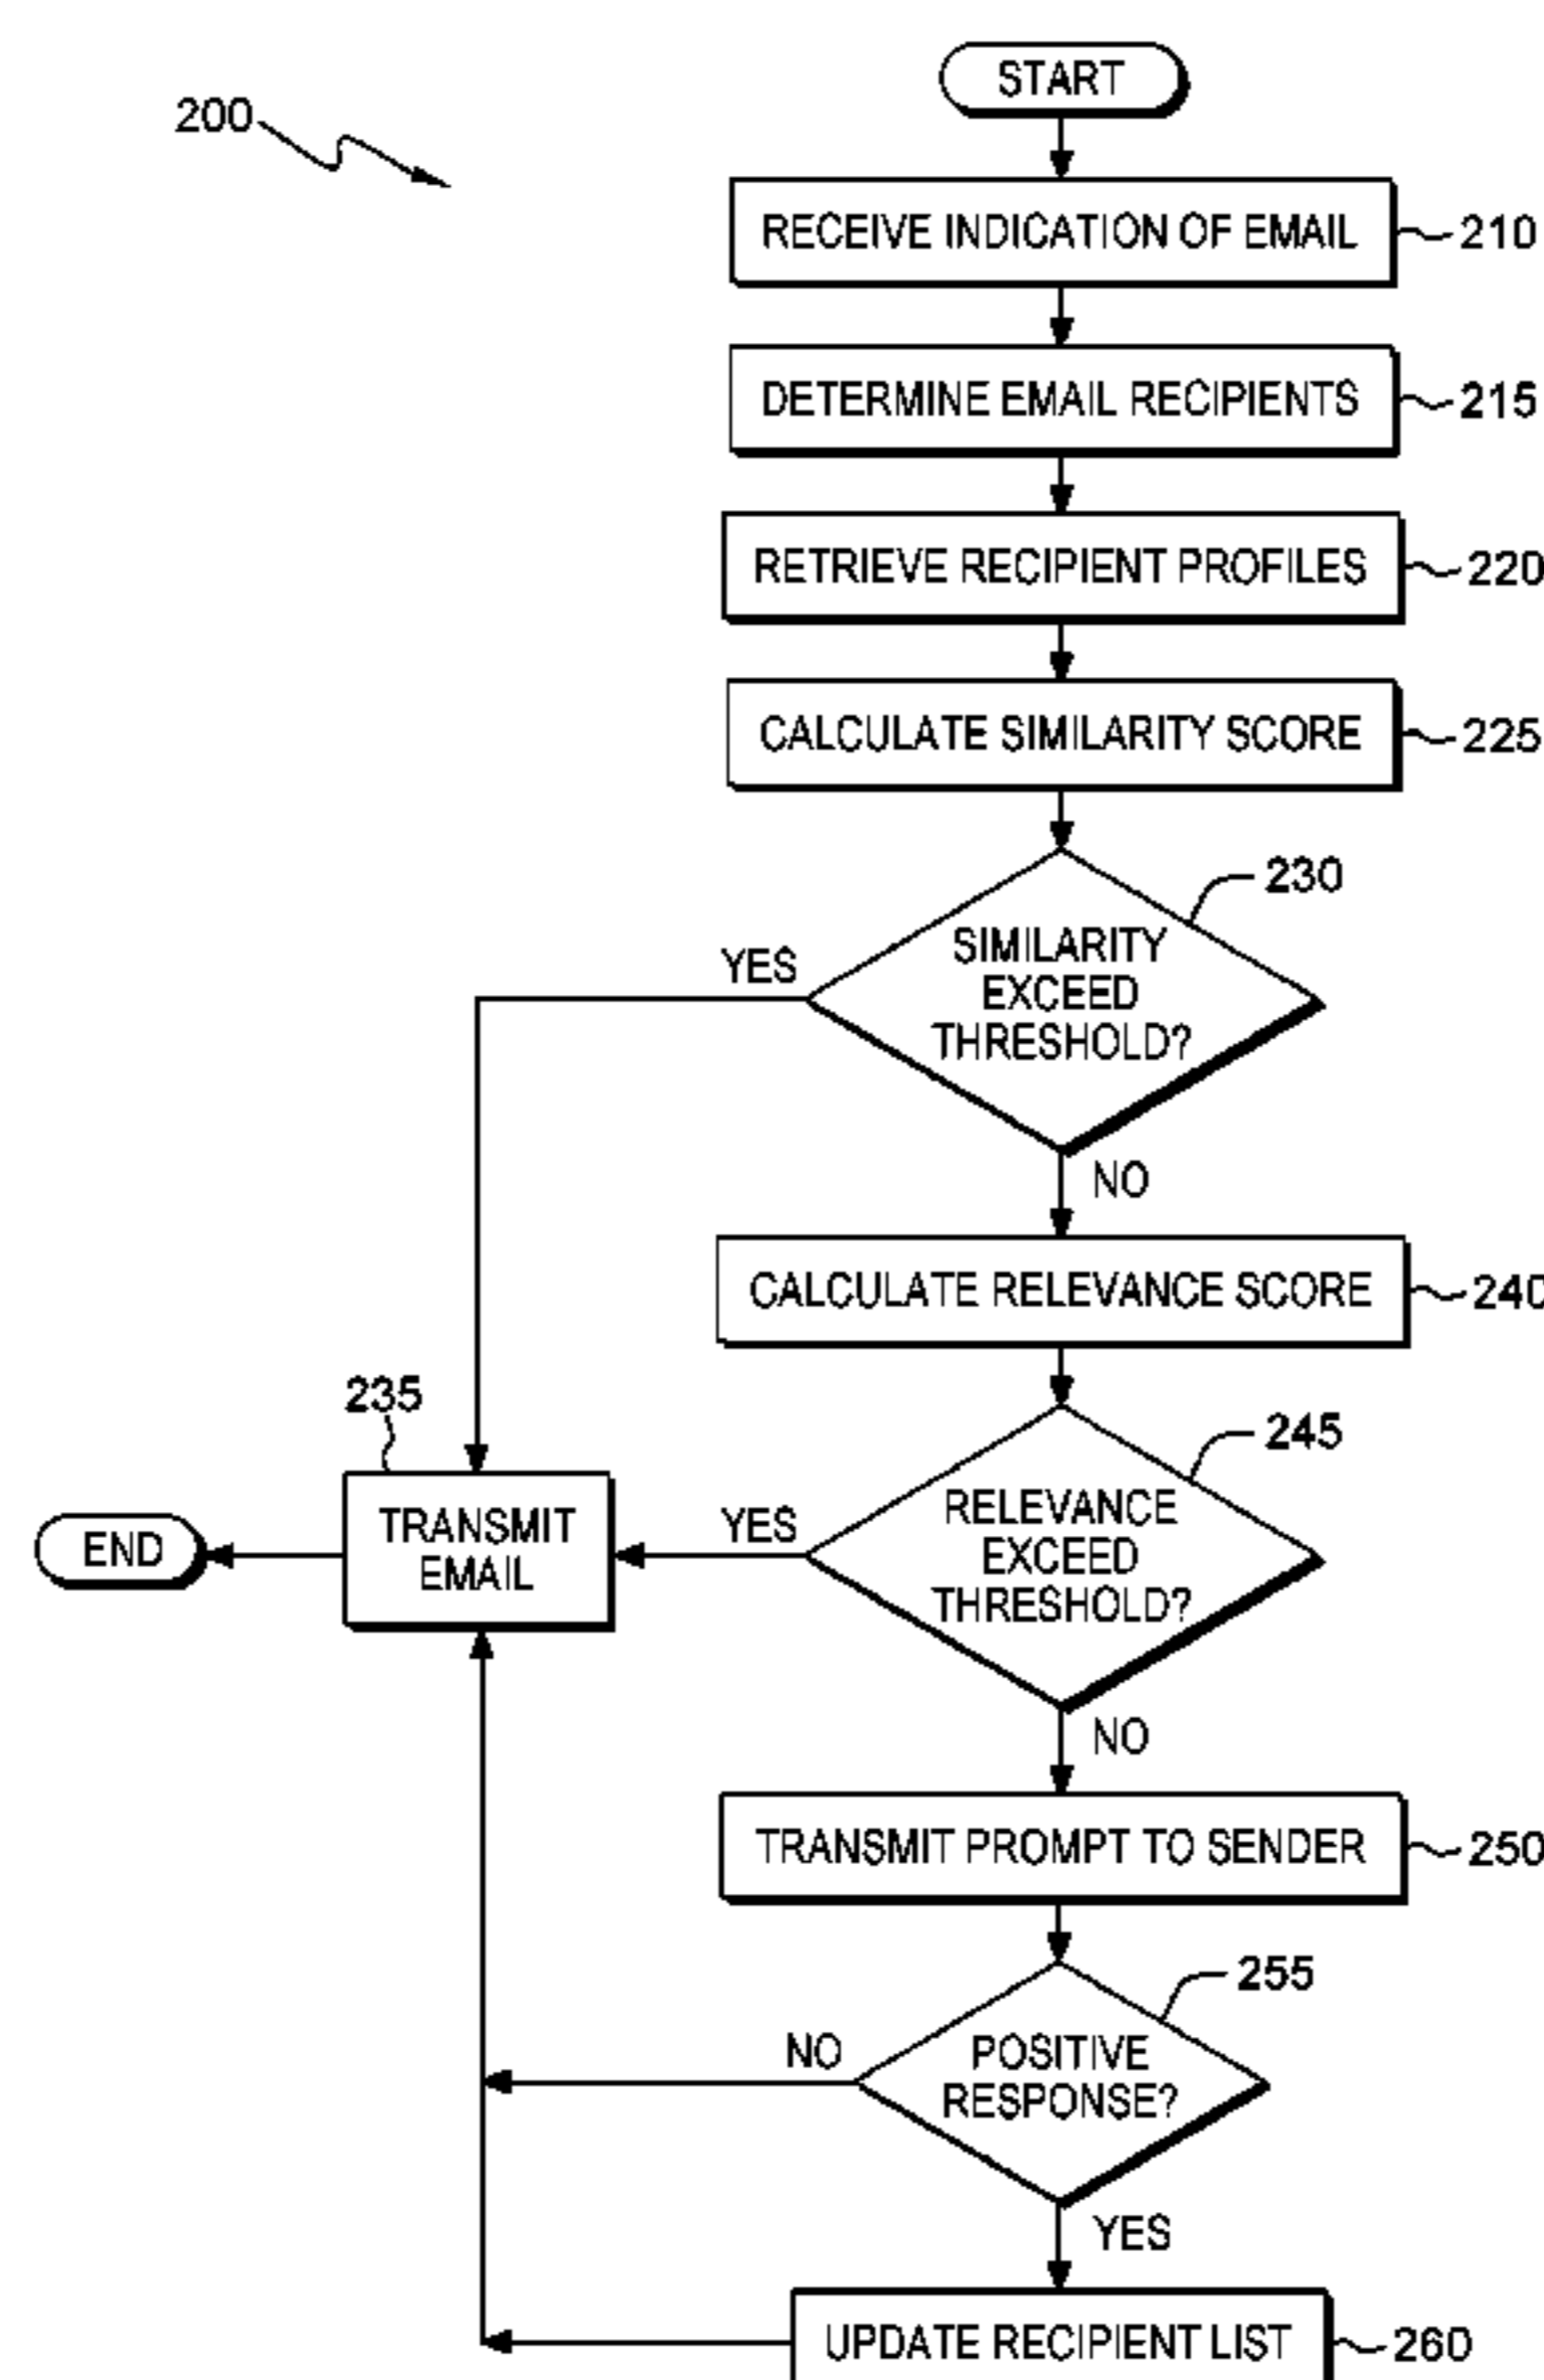 START
200
RECEIVE INDICATION OF EMAIL
210
DETERMINE EMAIL RECIPIENTS
215
RETRIEVE RECIPIENT PROFILES
220
CALCULATE SIMILARITY SCORE
225
230
SIMILARITY
EXCEED
THRESHOLD?
YES
NO
CALCULATE RELEVANCE SCORE
240
235
245
TRANSMIT
EMAIL
END
YES
RELEVANCE
EXCEED
THRESHOLD?
NO
TRANSMIT PROMPT TO SENDER
250
255
NO
POSITIVE
RESPONSE?
YES
UPDATE RECIPIENT LIST
260